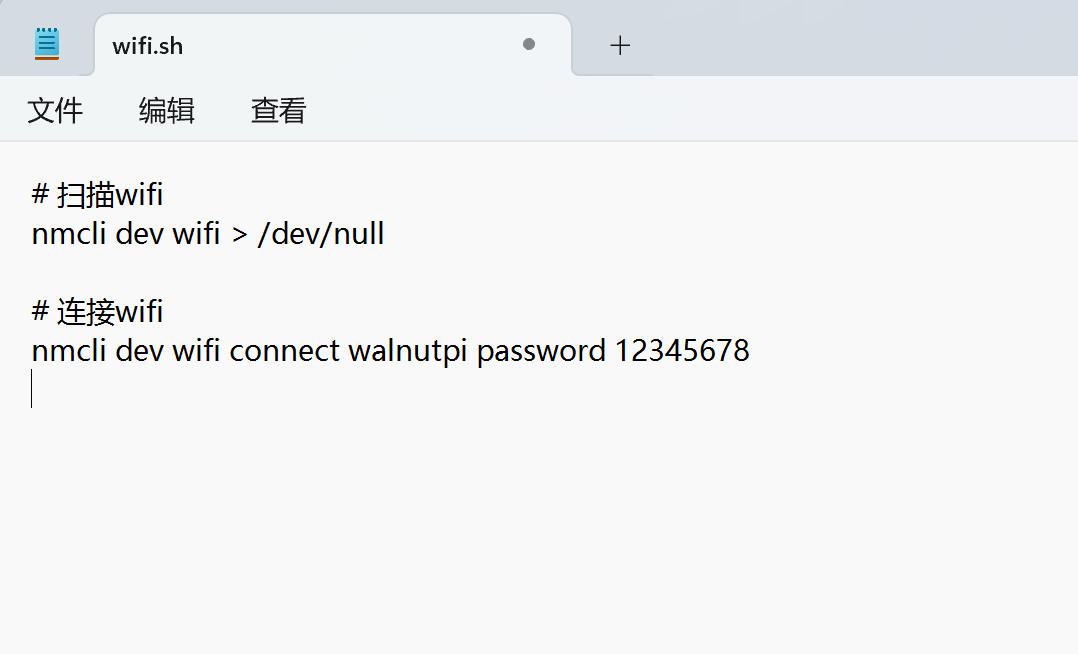 wifi.sh
文件 编辑 查看
# 扫描wifi
nmcli dev wifi > /dev/null
# 连接wifi
nmcli dev wifi connect walnutpi password 12345678